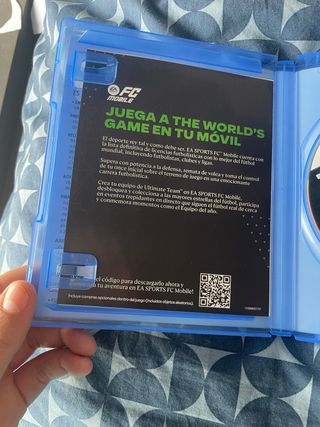 EA SPORTS
FC
MOBILE
JUEGA A THE WORLD'S
GAME EN TU MÓVIL
El deporte rey tal y como debe ser. EA SPORTS FC™ Mobile cuenta con
la lista definitiva de licencias futbolísticas con lo mejor del fútbol
mundial, incluyendo futbolistas, clubes y ligas.
Supera con potencia a la defensa, remata de volea y toma el control
de tu once inicial sobre el terreno de juego en una emocionante
carrera futbolística.
Crea tu equipo de Ultimate Team™ en EA SPORTS FC Mobile,
desbloquea y colecciona a las mayores estrellas del fútbol, participa
en eventos trepidantes en directo que siguen el fútbol real de cerca
y conmemora momentos como el Equipo del año.
el código para descargarlo ahora y
tu aventura en EA SPORTS FC Mobile!
Incluye compras opcionales dentro del juego (incluidos objetos aleatorios).